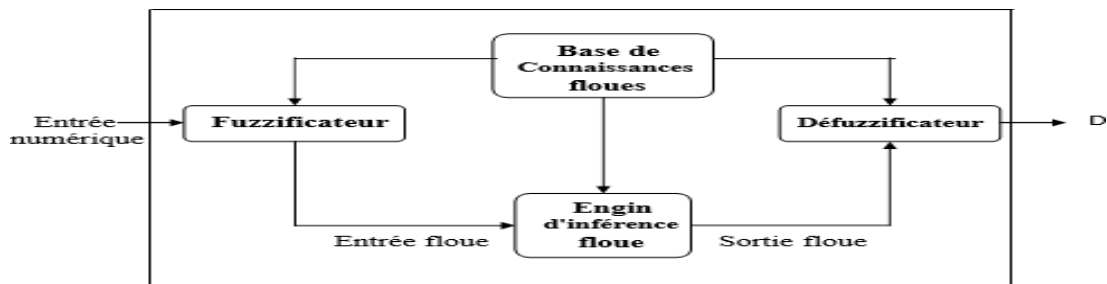 Base de
Connaissances
floues
Entrée
numérique
Fuzzificateur
Défuzzificateur
D
Engin
d'inférence
floue
Entrée floue
Sortie floue